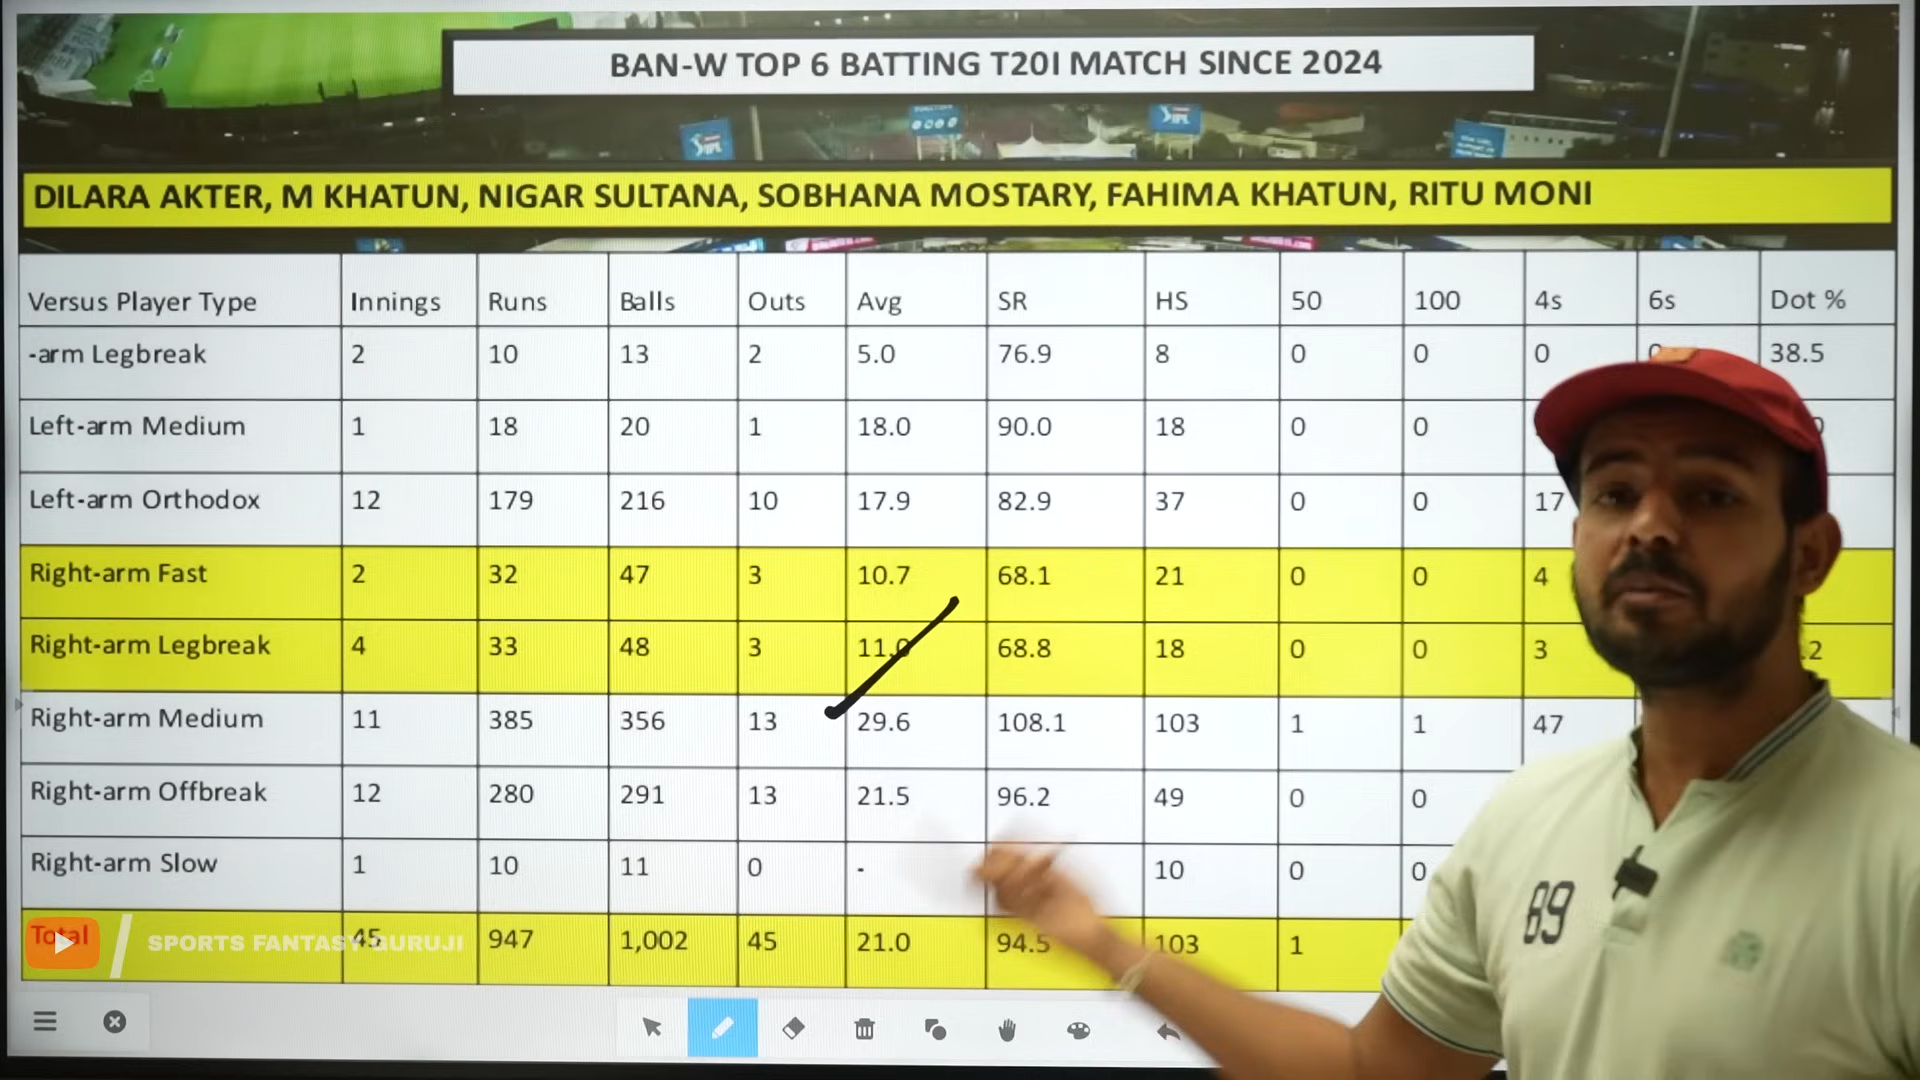 BAN-W TOP 6 BATTING T20I MATCH SINCE 2024
DILARA AKTER, M KHATUN, NIGAR SULTANA, SOBHANA MOSTARY, FAHIMA KHATUN, RITU MONI
Versus Player Type Innings Runs Balls Outs Avg SR HS 50 100 4s 6s Dot %
-arm Legbreak 2 10 13 2 5.0 76.9 8 0 0 0 38.5
Left-arm Medium 1 18 20 1 18.0 90.0 18 0 0
Left-arm Orthodox 12 179 216 10 17.9 82.9 37 0 0 17
Right-arm Fast 2 32 47 3 10.7 68.1 21 0 0 4
Right-arm Legbreak 4 33 48 3 11.0 68.8 18 0 0 3 .2
Right-arm Medium 11 385 356 13 29.6 108.1 103 1 1 47
Right-arm Offbreak 12 280 291 13 21.5 96.2 49 0 0
Right-arm Slow 1 10 11 0 - 10 0 0
Total 45 947 1,002 45 21.0 94.5 103 1
SPORTS FANTASY GURUJI
89